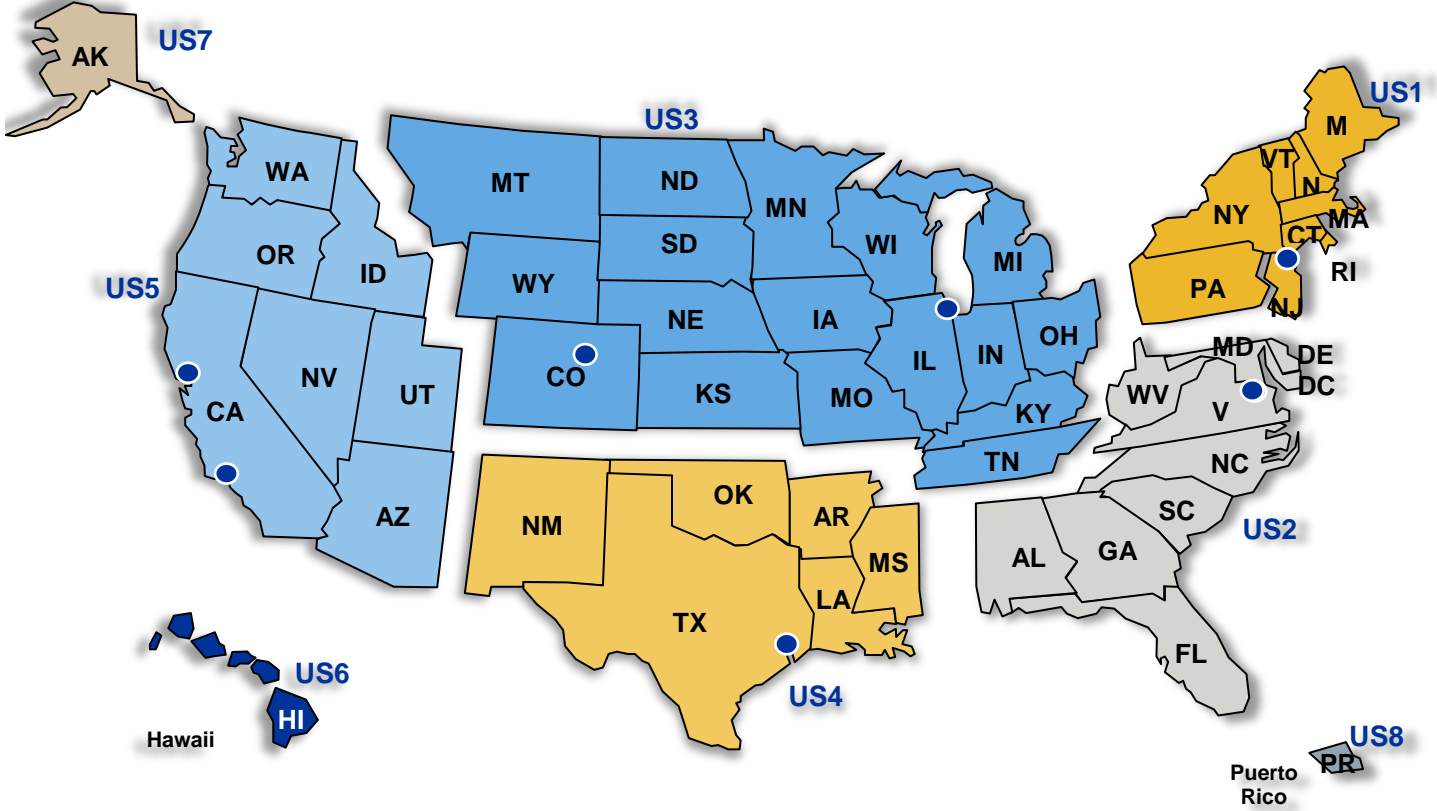 AK
US7
US3
US1
M
WA
MT
ND
MN
VT
N
NY
MA
OR
ID
SD
WI
MI
CT
RI
US5
WY
PA
NJ
NE
IA
IL
IN
OH
MD
DE
DC
NV
UT
CO
KS
MO
KY
WV
V
CA
TN
NC
AZ
NM
OK
AR
MS
AL
GA
SC
US2
TX
LA
FL
US4
US6
HI
Hawaii
US8
PR
Puerto
Rico